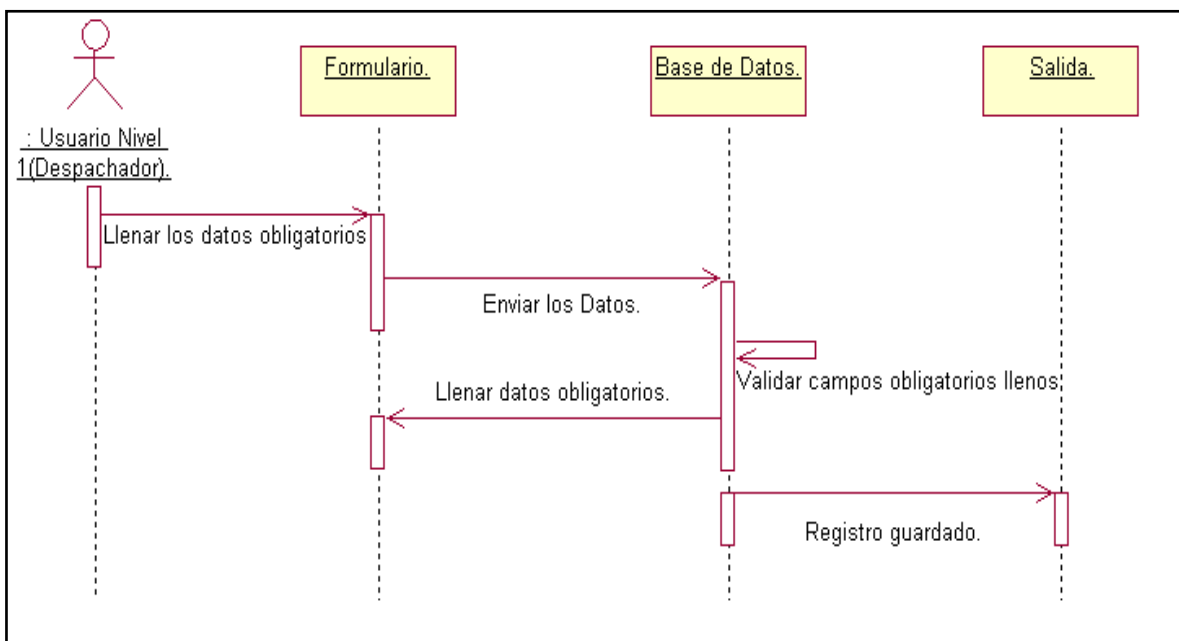 Formulario.
Base de Datos.
Salida.
: Usuario Nivel
1(Despachador).
Llenar los datos obligatorios
Enviar los Datos.
Validar campos obligatorios llenos.
Llenar datos obligatorios.
Registro guardado.